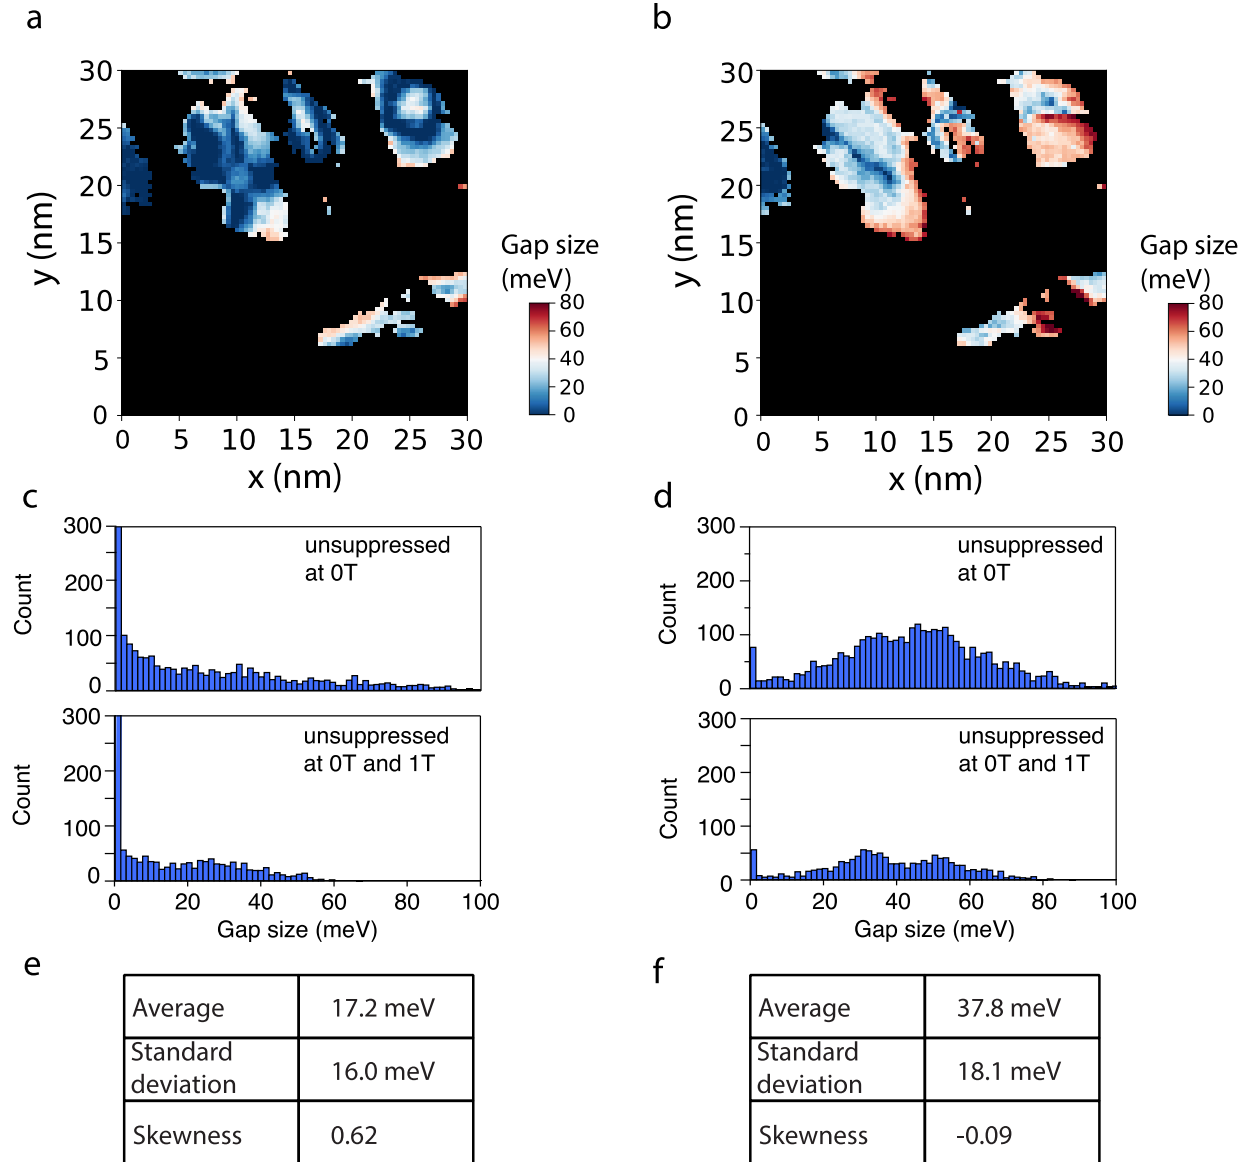 a
b
30
25
20
15
10
5
0
y (nm)
0 5 10 15 20 25 30
x (nm)
Gap size
(meV)
80
60
40
20
0
30
25
20
15
10
5
0
y (nm)
0 5 10 15 20 25 30
x (nm)
Gap size
(meV)
80
60
40
20
0
c
d
300
200
100
0
Count
unsuppressed
at 0T
300
200
100
0
Count
unsuppressed
at 0T
300
200
100
0
Count
unsuppressed
at 0T and 1T
0 20 40 60 80 100
Gap size (meV)
300
200
100
0
Count
unsuppressed
at 0T and 1T
0 20 40 60 80 100
Gap size (meV)
e
f
Average 17.2 meV
Standard
deviation 16.0 meV
Skewness 0.62
Average 37.8 meV
Standard
deviation 18.1 meV
Skewness -0.09